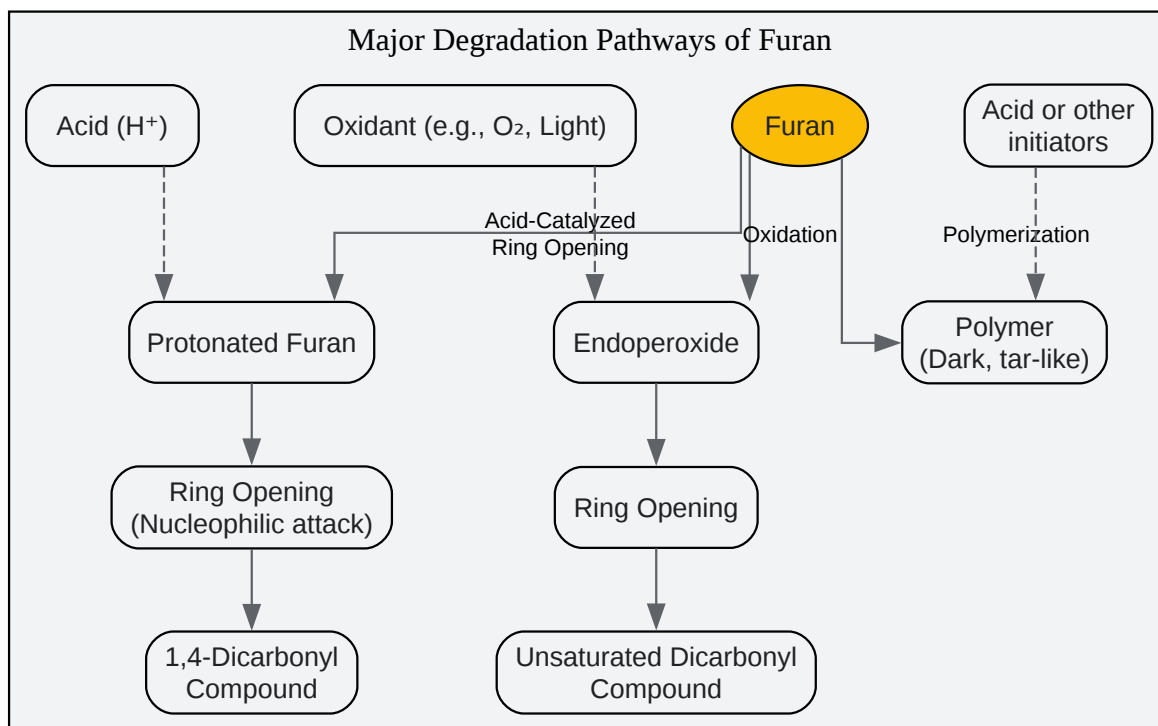 Major Degradation Pathways of Furan
Acid (H⁺)
Oxidant (e.g., O₂, Light)
Furan
Acid or other
initiators
Acid-Catalyzed
Ring Opening
Oxidation
Polymerization
Protonated Furan
Endoperoxide
Polymer
(Dark, tar-like)
Ring Opening
(Nucleophilic attack)
Ring Opening
1,4-Dicarbonyl
Compound
Unsaturated Dicarbonyl
Compound